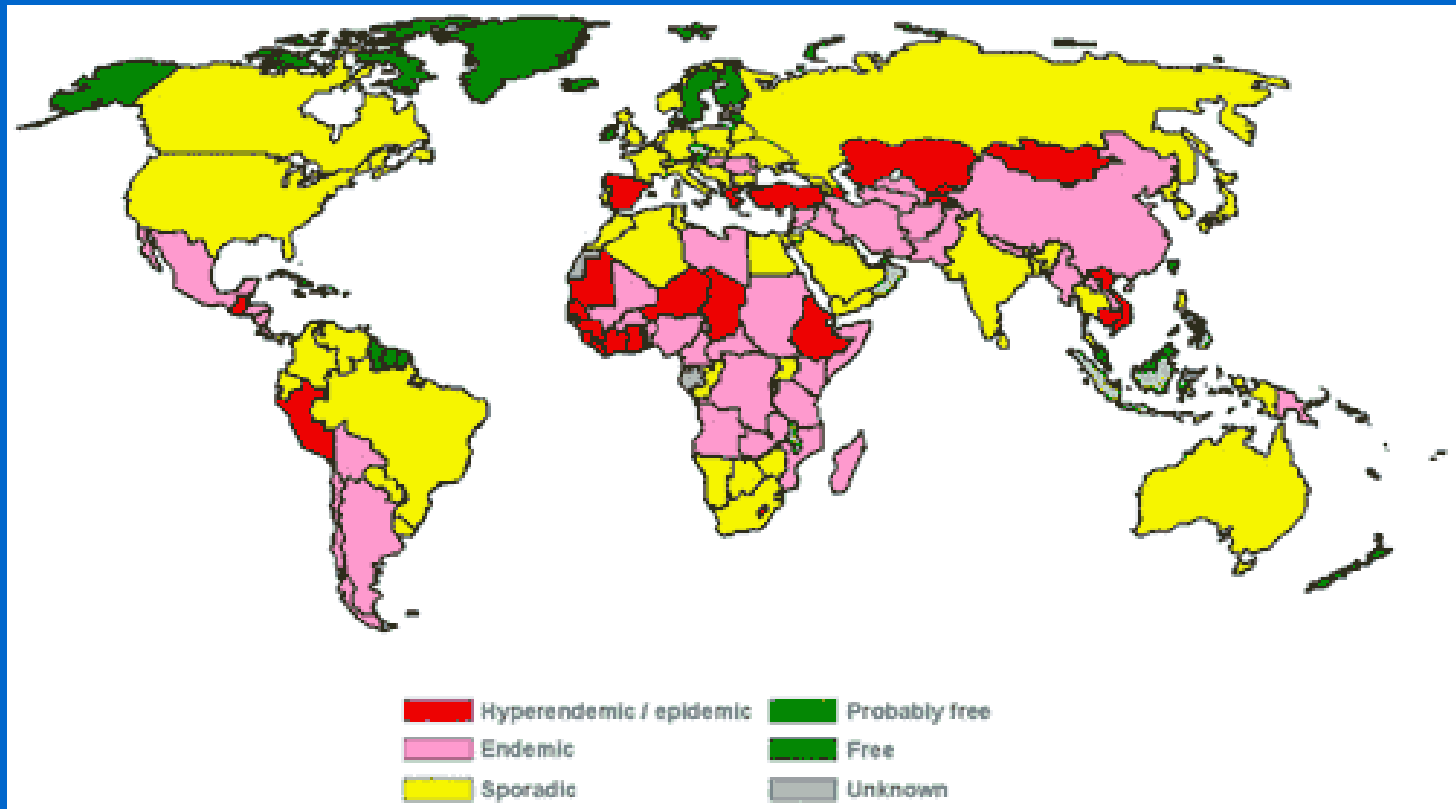 Hyperendemic / epidemic
Endemic
Sporadic
Probably free
Free
Unknown